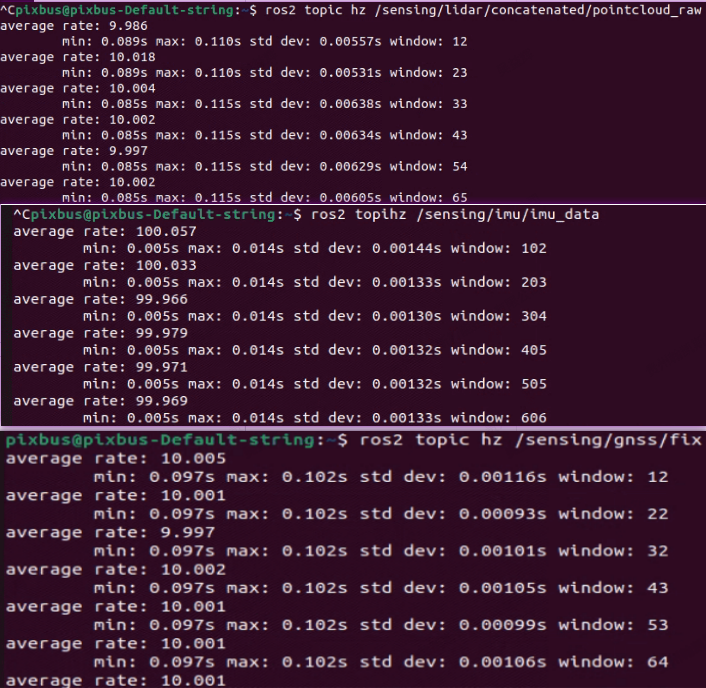 ^Cpixbus@pixbus-Default-string:~$ ros2 topic hz /sensing/lidar/concatenated/pointcloud_raw
average rate: 9.986
min: 0.089s max: 0.110s std dev: 0.00557s window: 12
average rate: 10.018
min: 0.089s max: 0.110s std dev: 0.00531s window: 23
average rate: 10.004
min: 0.085s max: 0.115s std dev: 0.00638s window: 33
average rate: 10.002
min: 0.085s max: 0.115s std dev: 0.00634s window: 43
average rate: 9.997
min: 0.085s max: 0.115s std dev: 0.00629s window: 54
average rate: 10.002
min: 0.085s max: 0.115s std dev: 0.00605s window: 65
^Cpixbus@pixbus-Default-string:~$ ros2 topihz /sensing/imu/imu_data
average rate: 100.057
min: 0.005s max: 0.014s std dev: 0.00144s window: 102
average rate: 100.033
min: 0.005s max: 0.014s std dev: 0.00133s window: 203
average rate: 99.966
min: 0.005s max: 0.014s std dev: 0.00130s window: 304
average rate: 99.979
min: 0.005s max: 0.014s std dev: 0.00132s window: 405
average rate: 99.971
min: 0.005s max: 0.014s std dev: 0.00132s window: 505
average rate: 99.969
min: 0.005s max: 0.014s std dev: 0.00133s window: 606
pixbus@pixbus-Default-string:~$ ros2 topic hz /sensing/gnss/fix
average rate: 10.005
min: 0.097s max: 0.102s std dev: 0.00116s window: 12
average rate: 10.001
min: 0.097s max: 0.102s std dev: 0.00093s window: 22
average rate: 9.997
min: 0.097s max: 0.102s std dev: 0.00101s window: 32
average rate: 10.002
min: 0.097s max: 0.102s std dev: 0.00105s window: 43
average rate: 10.001
min: 0.097s max: 0.102s std dev: 0.00099s window: 53
average rate: 10.001
min: 0.097s max: 0.102s std dev: 0.00106s window: 64
average rate: 10.001